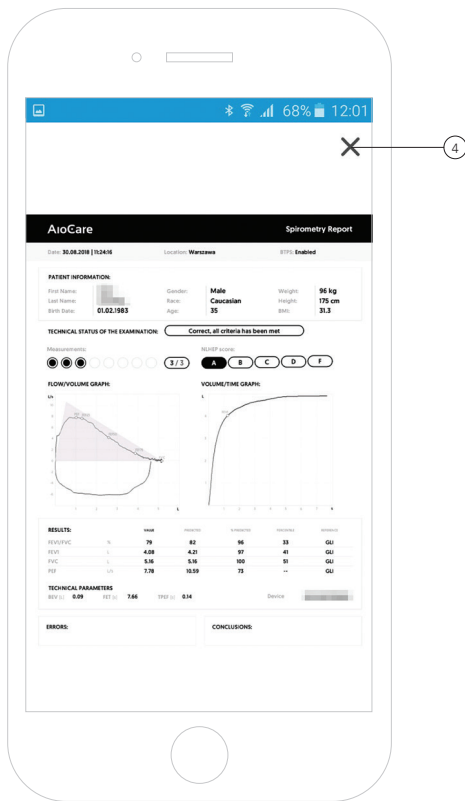 68% 12:01
4
AioCare Spirometry Report
Date: 30.08.2018 | 11:24:16 Location: Warszawa BTPS: Enabled
PATIENT INFORMATION:
First Name: Gender: Male Weight: 96 kg
Last Name: Race: Caucasian Height: 175 cm
Birth Date: 01.02.1983 Age: 35 BMI: 31.3
TECHNICAL STATUS OF THE EXAMINATION: Correct, all criteria has been met
Measurements: NLHEP score:
3 / 3 A B C D F
FLOW/VOLUME GRAPH: VOLUME/TIME GRAPH:
L/s L
L s
RESULTS: PREDICTED % PREDICTED REFERENCE
FEV1/FVC % 79 82 96 33 GLI
FEV1 L 4.08 4.21 97 41 GLI
FVC L 5.16 5.16 100 51 GLI
PEF L/s 7.78 10.59 73 -- GLI
TECHNICAL PARAMETERS
BEV [L] 0.09 FET [s] 7.66 TPEF [s] 0.14 Device
ERRORS: CONCLUSIONS: